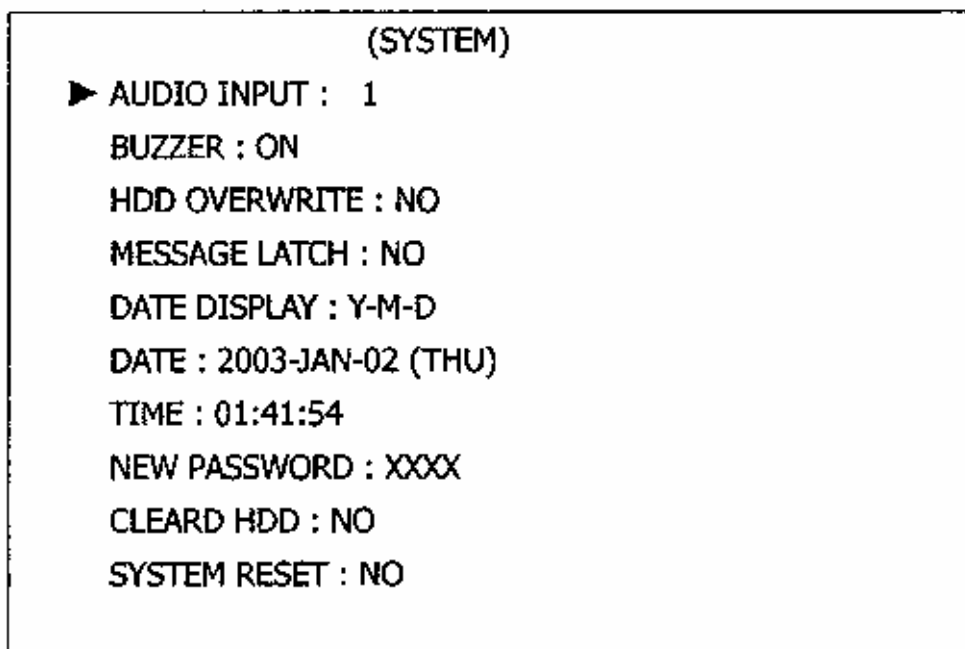 (SYSTEM)
▶ AUDIO INPUT : 1
BUZZER : ON
HDD OVERWRITE : NO
MESSAGE LATCH : NO
DATE DISPLAY : Y-M-D
DATE : 2003-JAN-02 (THU)
TIME : 01:41:54
NEW PASSWORD : XXXX
CLEARD HDD : NO
SYSTEM RESET : NO